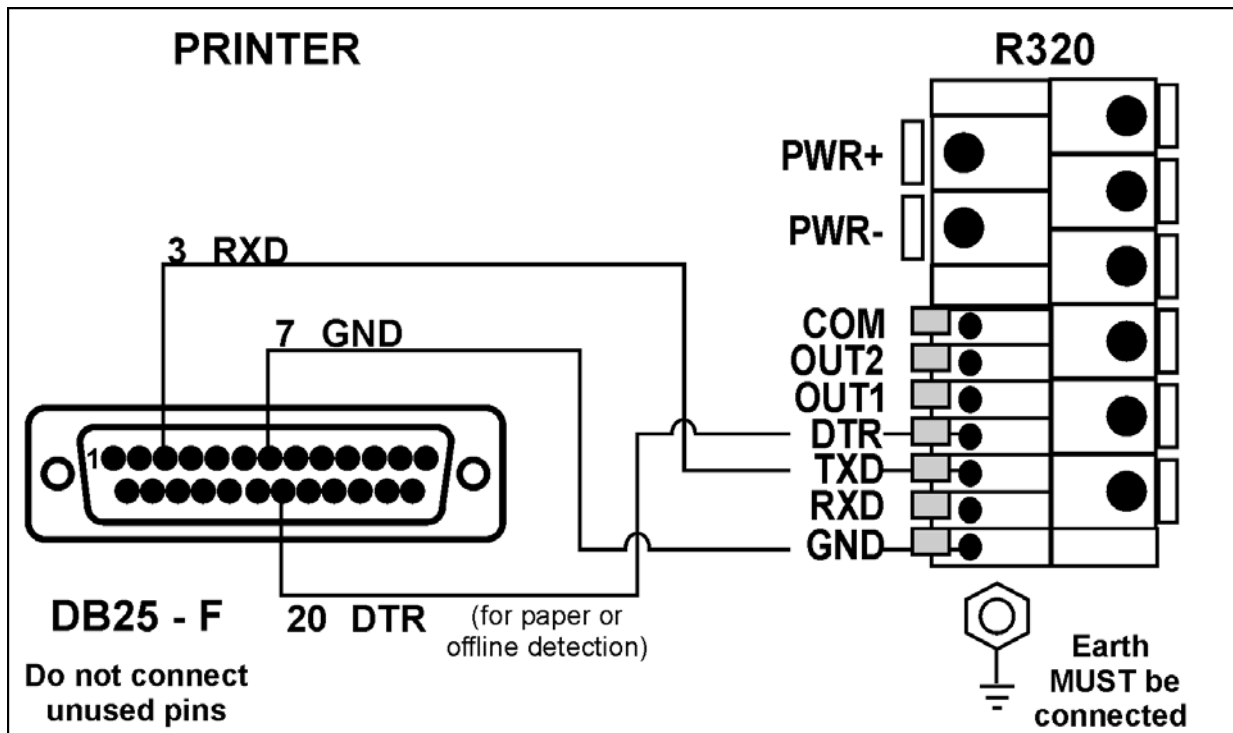 PRINTER
R320
PWR+
PWR-
3 RXD
7 GND
COM
OUT2
OUT1
DTR
TXD
RXD
GND
1
DB25 - F
20 DTR
(for paper or
offline detection)
Do not connect
unused pins
Earth
MUST be
connected